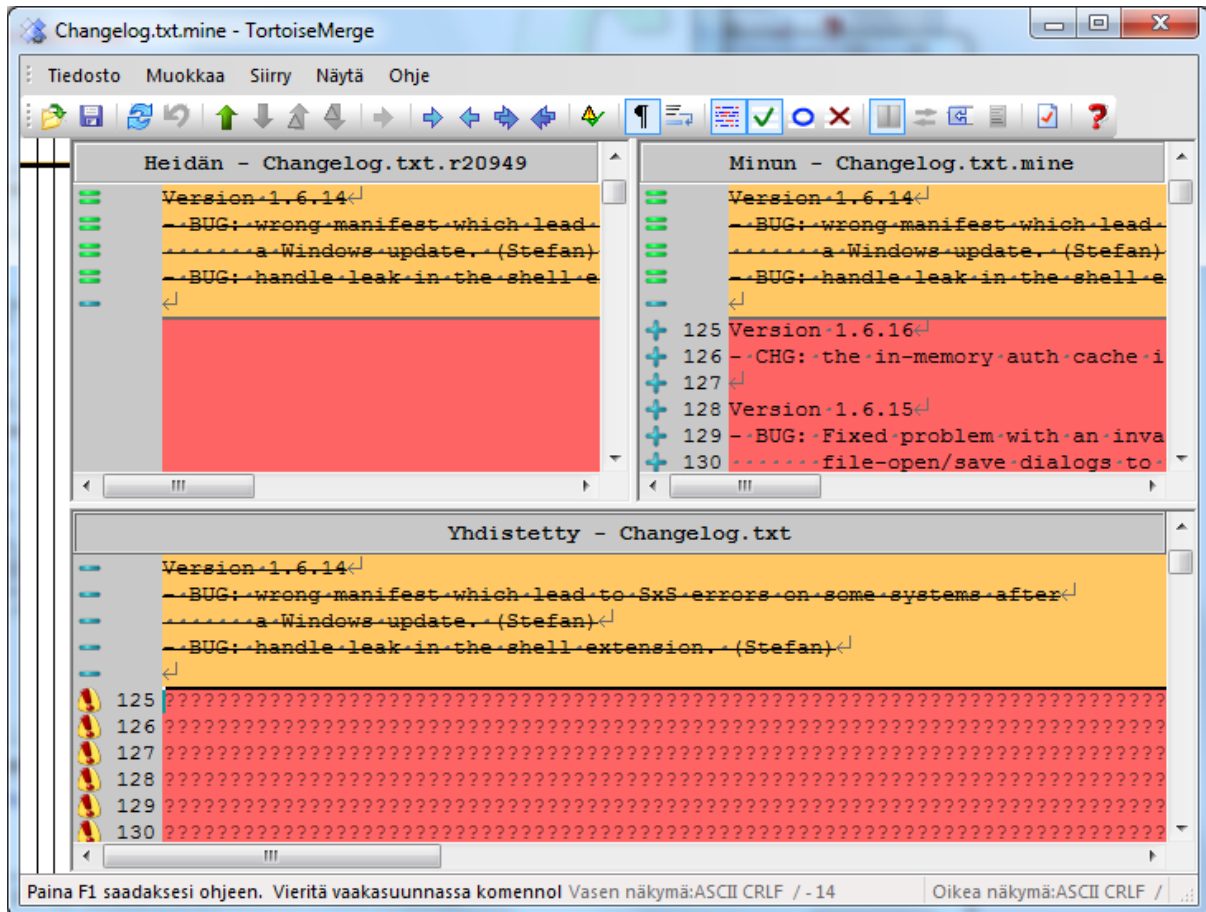 Changelog.txt.mine - TortoiseMerge
Tiedosto Muokkaa Siirry Näytä Ohje
Heidän - Changelog.txt.r20949
Version·1.6.14
-·BUG:·wrong·manifest·which·lead·
·······a·Windows·update.·(Stefan)
-·BUG:·handle·leak·in·the·shell·e
Minun - Changelog.txt.mine
Version·1.6.14
-·BUG:·wrong·manifest·which·lead·
·······a·Windows·update.·(Stefan)
-·BUG:·handle·leak·in·the·shell·e
125 Version·1.6.16
126 -·CHG:·the·in-memory·auth·cache·i
127
128 Version·1.6.15
129 -·BUG:·Fixed·problem·with·an·inva
130 ·······file-open/save·dialogs·to·
Yhdistetty - Changelog.txt
Version·1.6.14
-·BUG:·wrong·manifest·which·lead·to·SxS·errors·on·some·systems·after
·······a·Windows·update.·(Stefan)
-·BUG:·handle·leak·in·the·shell·extension.·(Stefan)
125 ?????????????????????????????????????????????????????????????????????????????
126 ?????????????????????????????????????????????????????????????????????????????
127 ?????????????????????????????????????????????????????????????????????????????
128 ?????????????????????????????????????????????????????????????????????????????
129 ?????????????????????????????????????????????????????????????????????????????
130 ?????????????????????????????????????????????????????????????????????????????
Paina F1 saadaksesi ohjeen. Vieritä vaakasuunnassa komennol Vasen näkymä:ASCII CRLF / - 14 Oikea näkymä:ASCII CRLF /